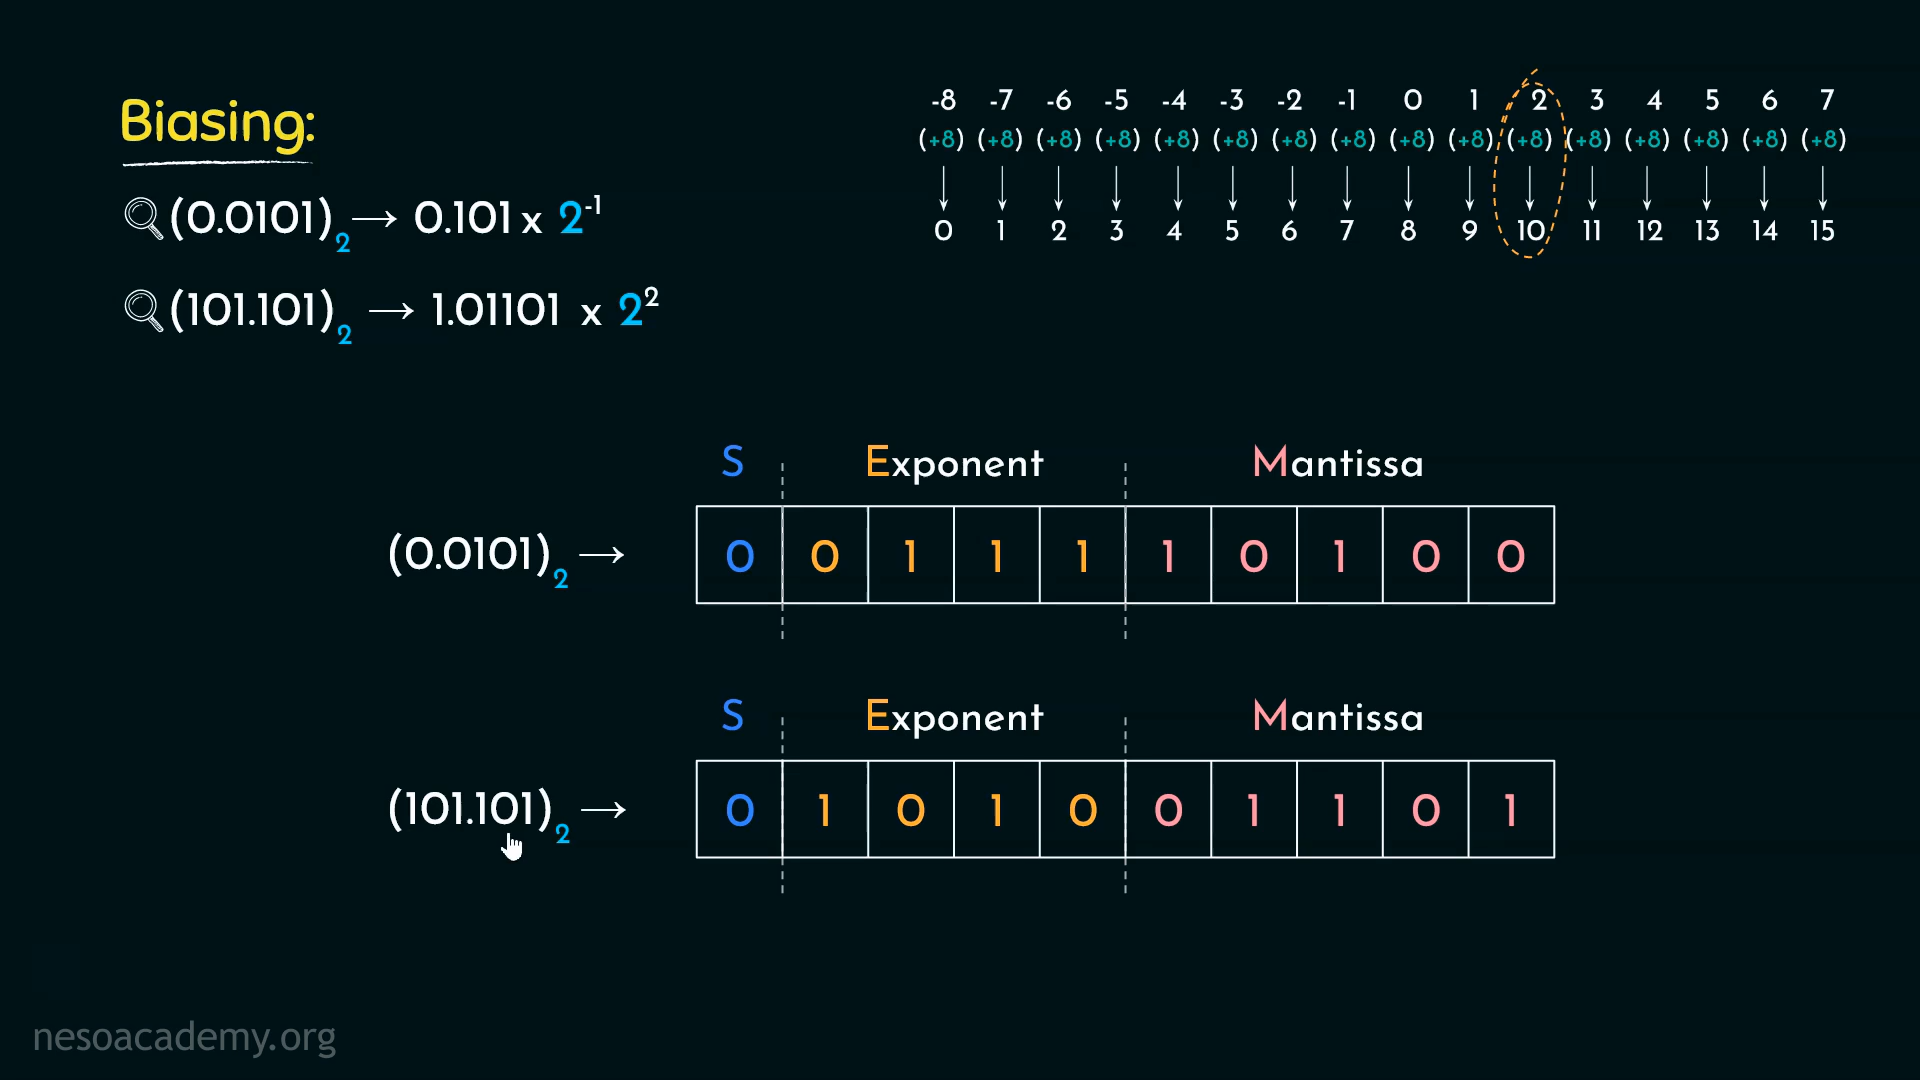 Biasing:
(0.0101)₂ → 0.101 x 2⁻¹
(101.101)₂ → 1.01101 x 2²
-8 -7 -6 -5 -4 -3 -2 -1 0 1 2 3 4 5 6 7
(+8) (+8) (+8) (+8) (+8) (+8) (+8) (+8) (+8) (+8) (+8) (+8) (+8) (+8) (+8) (+8)
0 1 2 3 4 5 6 7 8 9 10 11 12 13 14 15
S Exponent Mantissa
(0.0101)₂ → 0 0 1 1 1 1 0 1 0 0
S Exponent Mantissa
(101.101)₂ → 0 1 0 1 0 0 1 1 0 1
nesoacademy.org